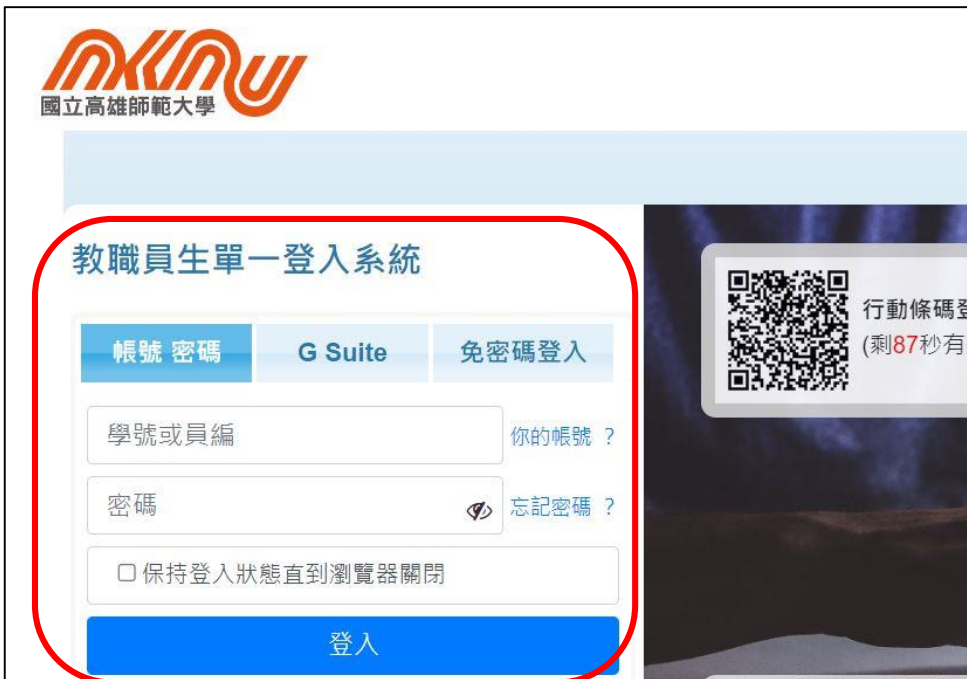 nknu
國立高雄師範大學
教職員生單一登入系統
帳號 密碼
G Suite
免密碼登入
學號或員編
你的帳號 ?
密碼
忘記密碼 ?
保持登入狀態直到瀏覽器關閉
登入
行動條碼登
(剩87秒有